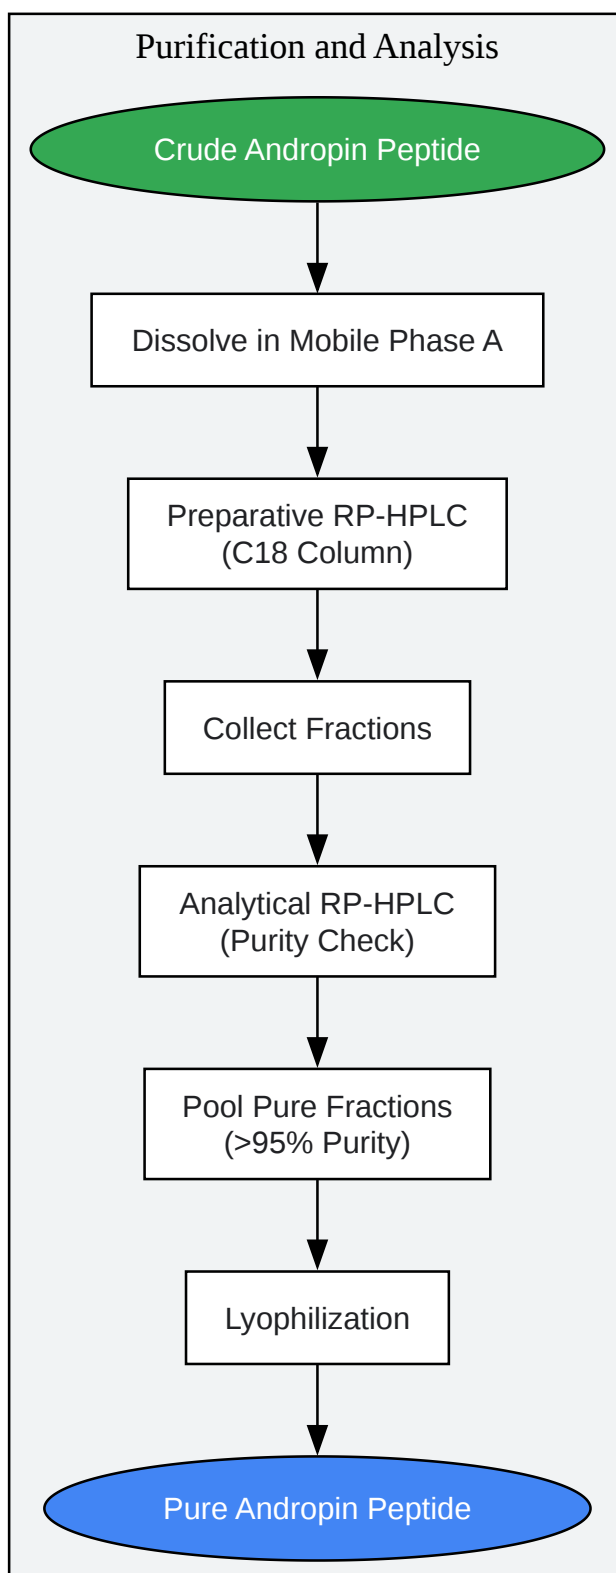 Purification and Analysis
Crude Andropin Peptide
Dissolve in Mobile Phase A
Preparative RP-HPLC
(C18 Column)
Collect Fractions
Analytical RP-HPLC
(Purity Check)
Pool Pure Fractions
(>95% Purity)
Lyophilization
Pure Andropin Peptide